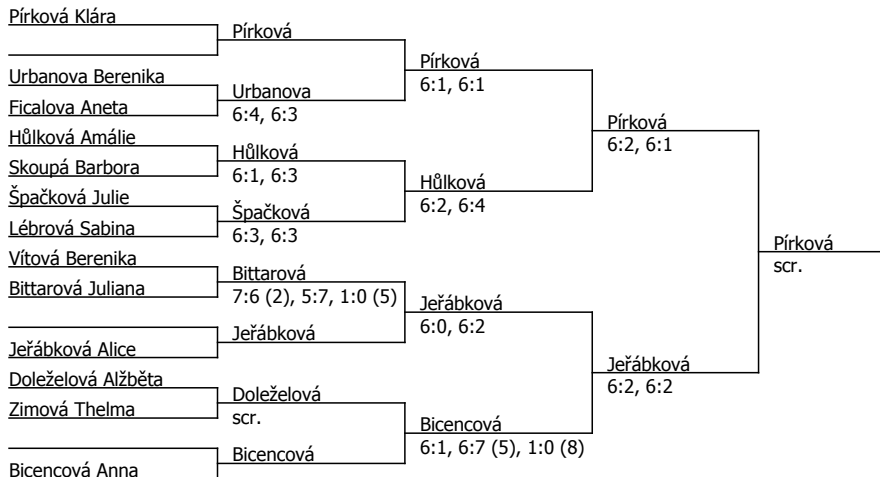 Pírková Klára
Urbanova Berenika
Ficalova Aneta
Hůlková Amálie
Skoupá Barbora
Špačková Julie
Lébrová Sabina
Vítová Berenika
Bittarová Juliana
Jeřábková Alice
Doleželová Alžběta
Zimová Thelma
Bicencová Anna
Pírková
Urbanova
6:4, 6:3
Hůlková
6:1, 6:3
Špačková
6:3, 6:3
Bittarová
7:6 (2), 5:7, 1:0 (5)
Jeřábková
Doleželová
scr.
Bicencová
Pírková
6:1, 6:1
Hůlková
6:2, 6:4
Jeřábková
6:0, 6:2
Bicencová
6:1, 6:7 (5), 1:0 (8)
Pírková
6:2, 6:1
Jeřábková
6:2, 6:2
Pírková
scr.